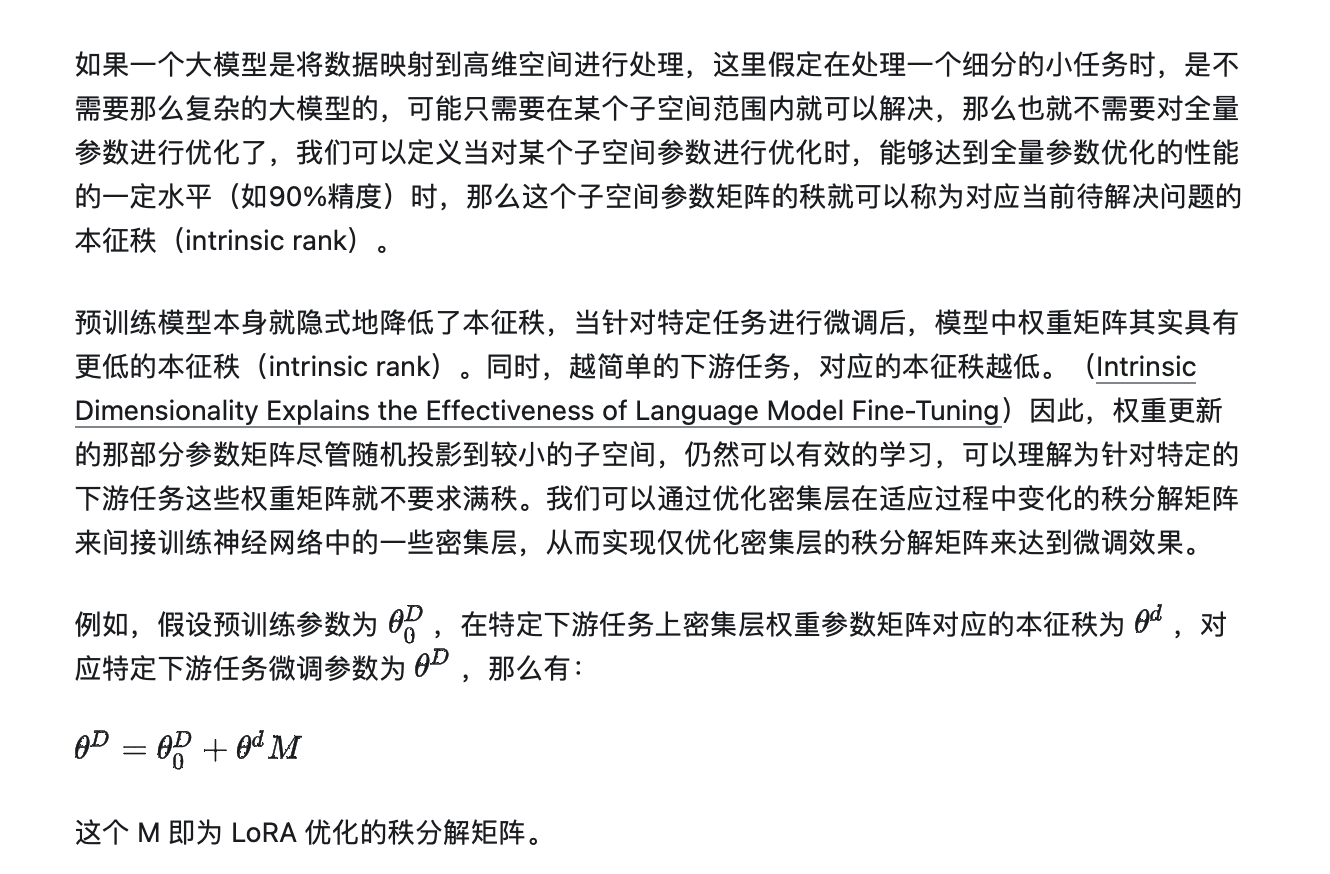 如果一个大模型是将数据映射到高维空间进行处理，这里假定在处理一个细分的小任务时，是不
需要那么复杂的大模型的，可能只需要在某个子空间范围内就可以解决，那么也就不需要对全量
参数进行优化了，我们可以定义当对某个子空间参数进行优化时，能够达到全量参数优化的性能
的一定水平（如90%精度）时，那么这个子空间参数矩阵的秩就可以称为对应当前待解决问题的
本征秩（intrinsic rank）。
预训练模型本身就隐式地降低了本征秩，当针对特定任务进行微调后，模型中权重矩阵其实具有
更低的本征秩（intrinsic rank）。同时，越简单的下游任务，对应的本征秩越低。（Intrinsic
Dimensionality Explains the Effectiveness of Language Model Fine-Tuning）因此，权重更新
的那部分参数矩阵尽管随机投影到较小的子空间，仍然可以有效的学习，可以理解为针对特定的
下游任务这些权重矩阵就不要求满秩。我们可以通过优化密集层在适应过程中变化的秩分解矩阵
来间接训练神经网络中的一些密集层，从而实现仅优化密集层的秩分解矩阵来达到微调效果。
例如，假设预训练参数为 θ₀ᴰ ，在特定下游任务上密集层权重参数矩阵对应的本征秩为 θᵈ ，对
应特定下游任务微调参数为 θᴰ ，那么有：
θᴰ = θ₀ᴰ + θᵈM
这个 M 即为 LoRA 优化的秩分解矩阵。